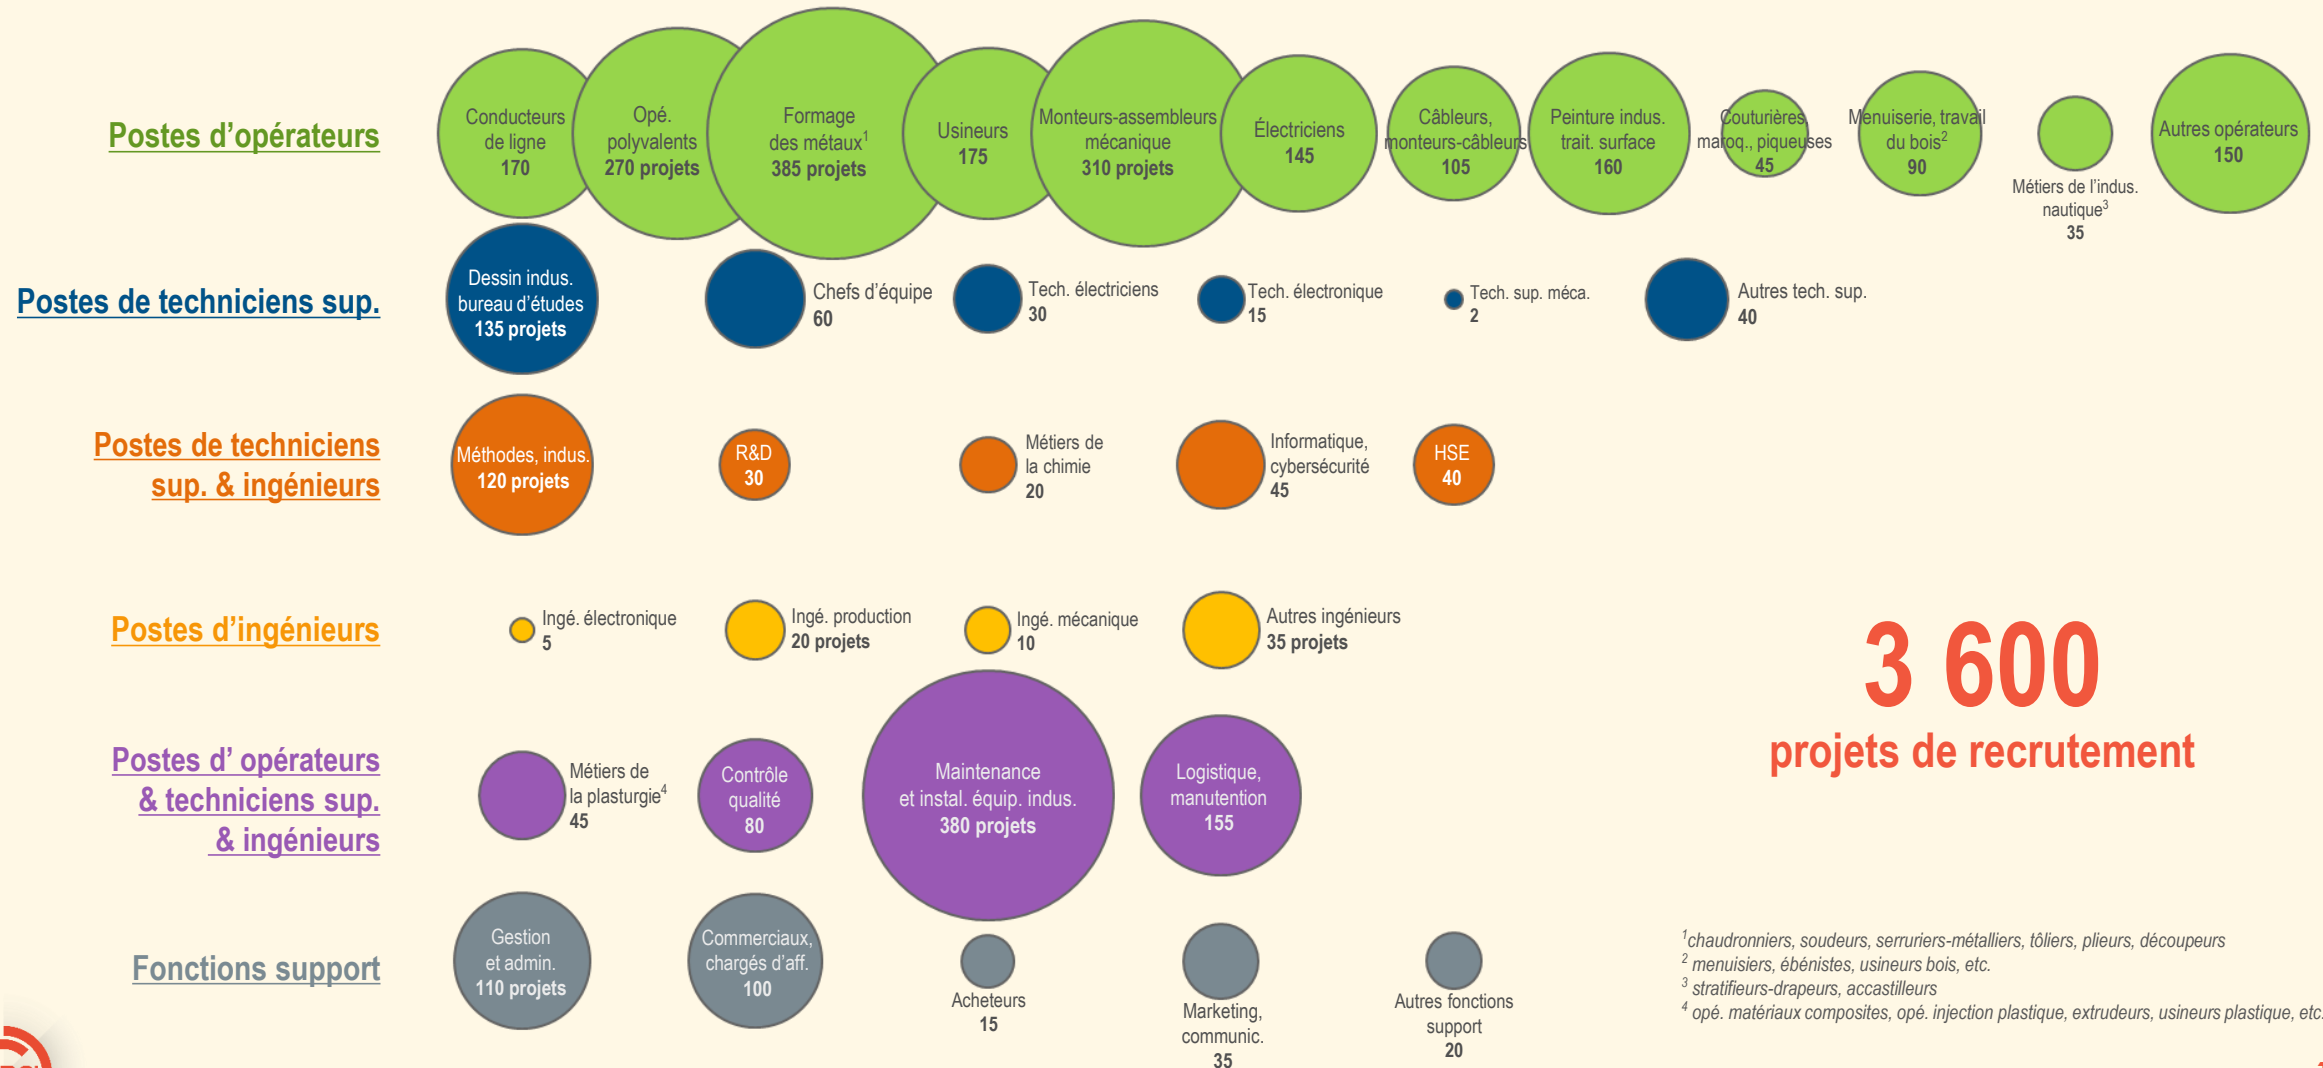 Postes d'opérateurs
Conducteurs
de ligne
170
Opé.
polyvalents
270 projets
Formage
des métaux¹
385 projets
Usineurs
175
Monteurs-assembleurs
mécanique
310 projets
Électriciens
145
Câbleurs,
monteurs-câbleurs
105
Peinture indus.
trait. surface
160
Couturières,
maroq., piqueuses
45
Menuiserie, travail
du bois²
90
Métiers de l'indus.
nautique³
35
Autres opérateurs
150
Postes de techniciens sup.
Dessin indus.
bureau d'études
135 projets
Chefs d'équipe
60
Tech. électriciens
30
Tech. électronique
15
Tech. sup. méca.
2
Autres tech. sup.
40
Postes de techniciens
sup. & ingénieurs
Méthodes, indus.
120 projets
R&D
30
Métiers de
la chimie
20
Informatique,
cybersécurité
45
HSE
40
Postes d'ingénieurs
Ingé. électronique
5
Ingé. production
20 projets
Ingé. mécanique
10
Autres ingénieurs
35 projets
3 600
projets de recrutement
Postes d' opérateurs
& techniciens sup.
& ingénieurs
Métiers de
la plasturgie⁴
45
Contrôle
qualité
80
Maintenance
et instal. équip. indus.
380 projets
Logistique,
manutention
155
Fonctions support
Gestion
et admin.
110 projets
Commerciaux,
chargés d'aff.
100
Acheteurs
15
Marketing,
communic.
35
Autres fonctions
support
20
¹chaudronniers, soudeurs, serruriers-métalliers, tôliers, plieurs, découpeurs
² menuisiers, ébénistes, usineurs bois, etc.
³ stratifieurs-drapeurs, accastilleurs
⁴ opé. matériaux composites, opé. injection plastique, extrudeurs, usineurs plastique, etc.